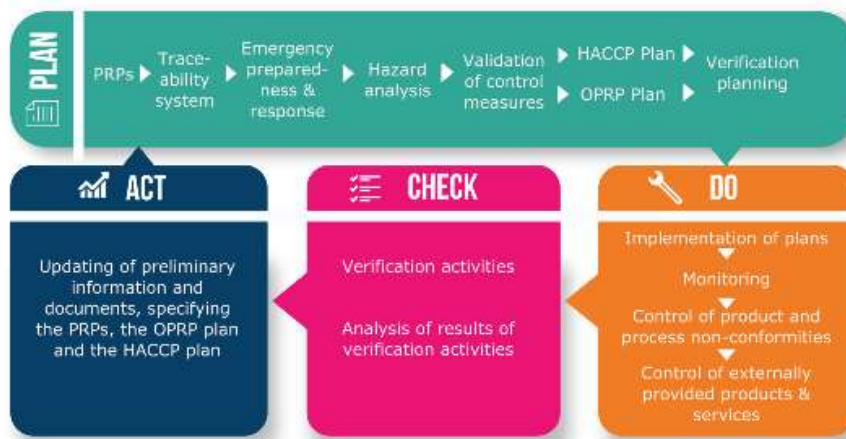 PLAN
PRPs
Trace-
ability
system
Emergency
prepared-
ness &
response
Hazard
analysis
Validation
of control
measures
HACCP Plan
OPRP Plan
Verification
planning
ACT
Updating of preliminary
information and
documents, specifying
the PRPs, the OPRP plan
and the HACCP plan
CHECK
Verification activities
Analysis of results of
verification activities
DO
Implementation of plans
Monitoring
Control of product and
process non-conformities
Control of externally
provided products &
services